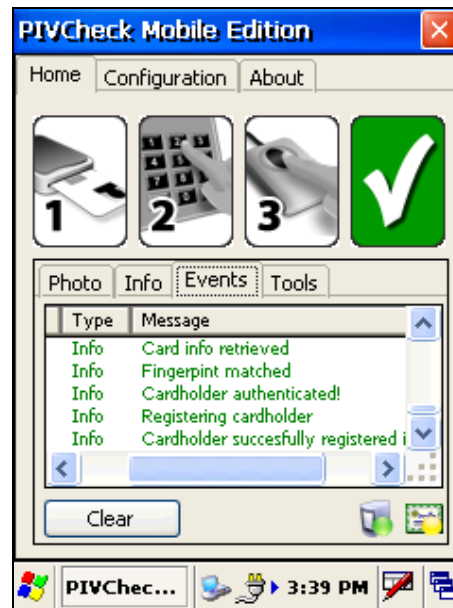 PIVCheck Mobile Edition
Home Configuration About
1 2 3
Photo Info Events Tools
Type Message
Info Card info retrieved
Info Fingerpint matched
Info Cardholder authenticated!
Info Registering cardholder
Info Cardholder succesfully registered i
Clear
PIVChec... 3:39 PM